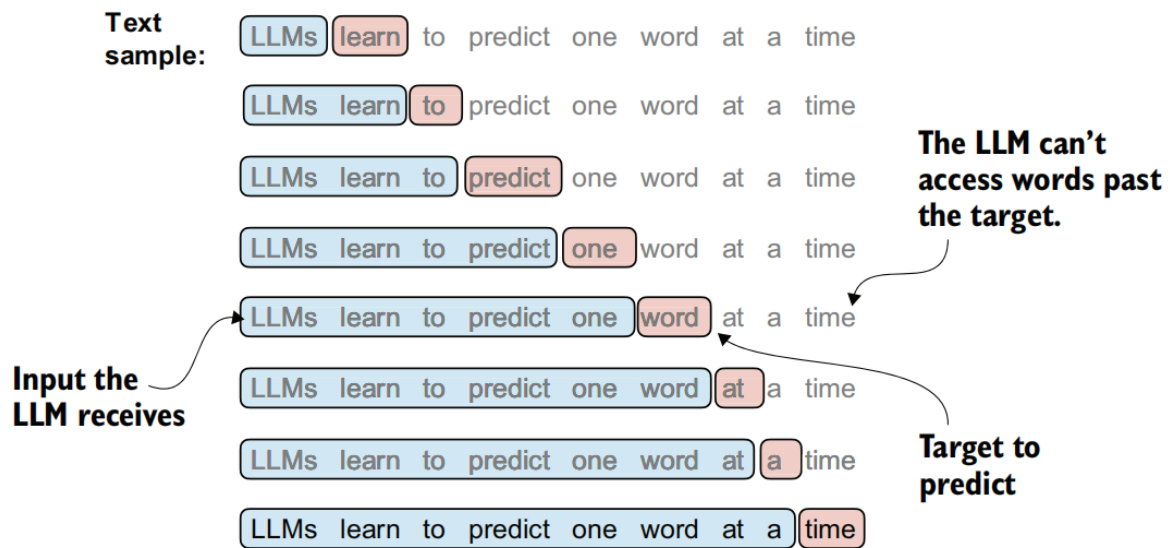 Text
sample:
LLMs learn to predict one word at a time
LLMs learn to predict one word at a time
LLMs learn to predict one word at a time
LLMs learn to predict one word at a time
LLMs learn to predict one word at a time
LLMs learn to predict one word at a time
LLMs learn to predict one word at a time
LLMs learn to predict one word at a time
The LLM can’t
access words past
the target.
Input the
LLM receives
Target to
predict